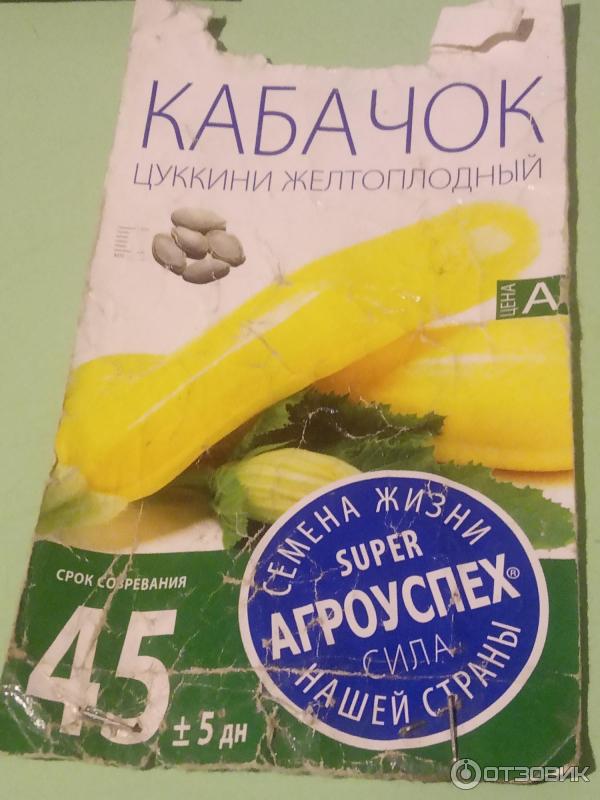 КАБАЧОК
ЦУККИНИ ЖЕЛТОПЛОДНЫЙ
ЦЕНА А
СРОК СОЗРЕВАНИЯ
45 ± 5 дн
СЕМЕНА ЖИЗНИ
SUPER
АГРОУСПЕХ®
СИЛА
НАШЕЙ СТРАНЫ
ОТЗОВИК